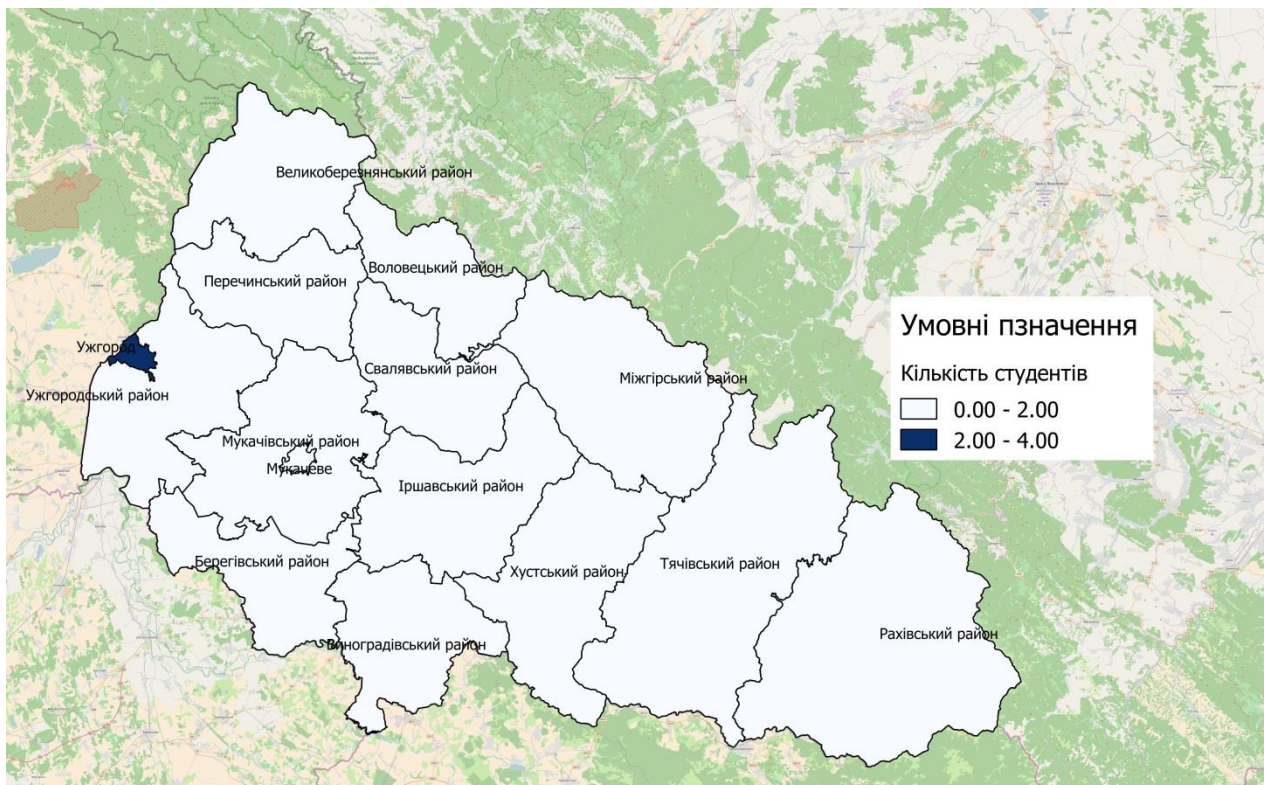 Великоберезнянський район
Перечинський район
Воловецький район
Ужгород
Ужгородський район
Свалявський район
Міжгірський район
Мукачівський район
Мукачеве
Іршавський район
Берегівський район
Хустський район
Тячівський район
Виноградівський район
Рахівський район
Умовні пзначення
Кількість студентів
0.00 - 2.00
2.00 - 4.00